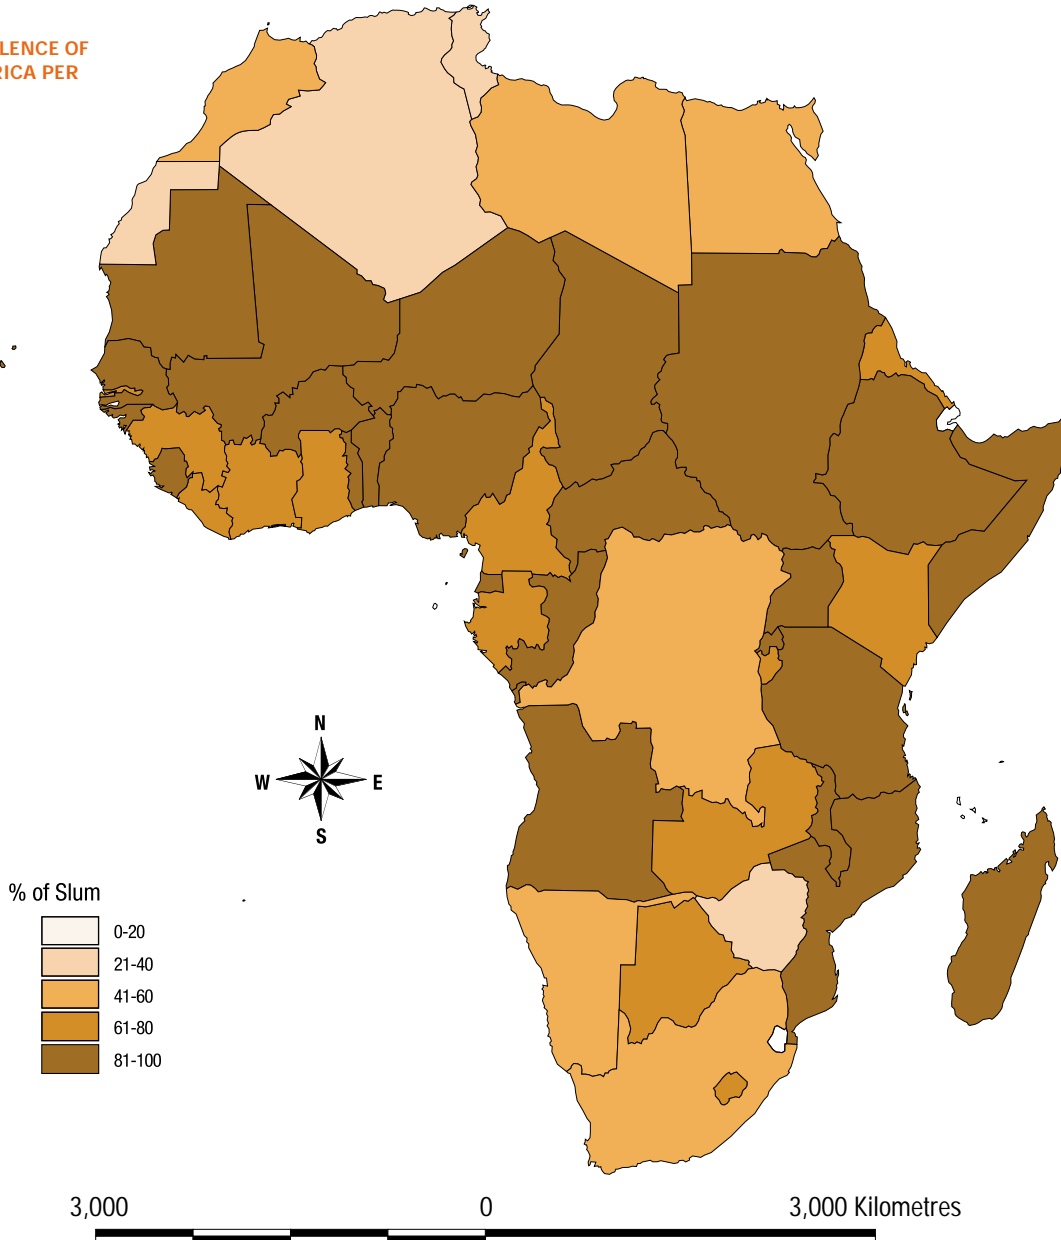 LENCE OF
RICA PER
N
W E
S
% of Slum
0-20
21-40
41-60
61-80
81-100
3,000 0 3,000 Kilometres